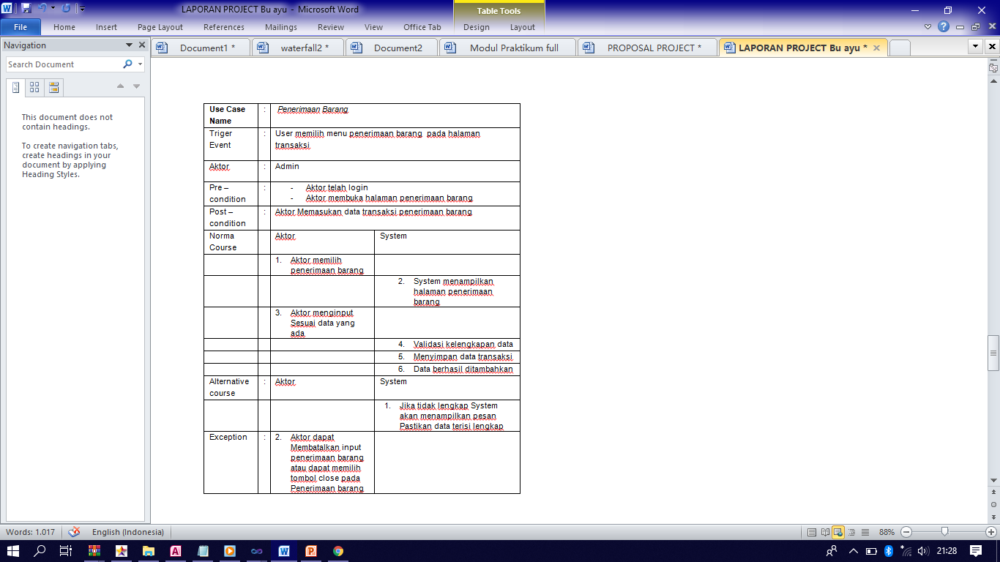 LAPORAN PROJECT Bu ayu - Microsoft Word
Table Tools
File Home Insert Page Layout References Mailings Review View Office Tab Design Layout
Navigation
Document1 * waterfall2 * Document2 Modul Praktikum full PROPOSAL PROJECT * LAPORAN PROJECT Bu ayu *
Search Document
This document does not
contain headings.
To create navigation tabs,
create headings in your
document by applying
Heading Styles.
Use Case : Penerimaan Barang
Name
Triger : User memilih menu penerimaan barang pada halaman
Event transaksi
Aktor : Admin
Pre – : - Aktor telah login
condition - Aktor membuka halaman penerimaan barang
Post – : Aktor Memasukan data transaksi penerimaan barang
condition
Norma Aktor System
Course
1. Aktor memilih
penerimaan barang
2. System menampilkan
halaman penerimaan
barang
3. Aktor menginput
Sesuai data yang
ada
4. Validasi kelengkapan data
5. Menyimpan data transaksi
6. Data berhasil ditambahkan
Alternative : Aktor System
course
1. Jika tidak lengkap System
akan menampilkan pesan
Pastikan data terisi lengkap
Exception : 2. Aktor dapat
Membatalkan input
penerimaan barang
atau dapat memilih
tombol close pada
Penerimaan barang
Words: 1.017 English (Indonesia) 88%
21:28